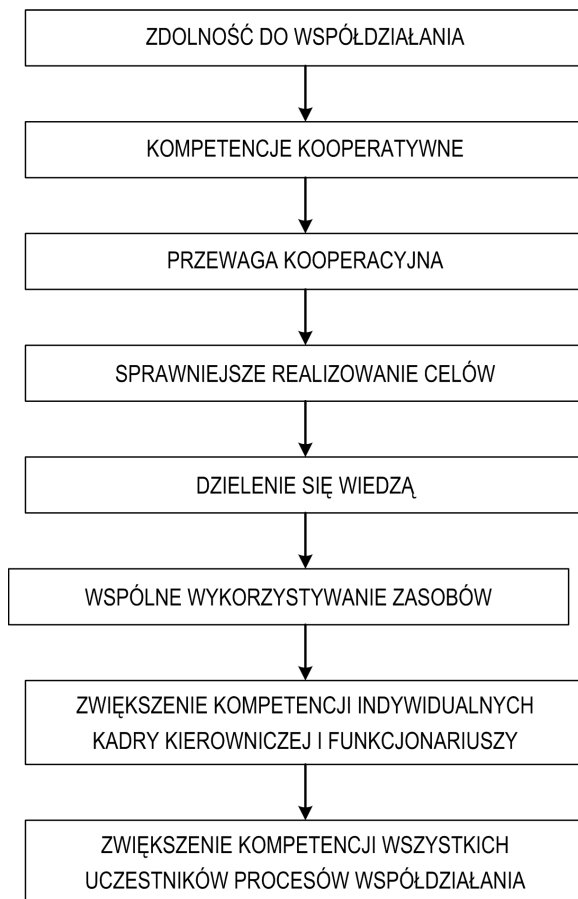 ZDOLNOŚĆ DO WSPÓŁDZIAŁANIA
KOMPETENCJE KOOPERATYWNE
PRZEWAGA KOOPERACYJNA
SPRAWNIEJSZE REALIZOWANIE CELÓW
DZIELENIE SIĘ WIEDZĄ
WSPÓLNE WYKORZYSTYWANIE ZASOBÓW
ZWIĘKSZENIE KOMPETENCJI INDYWIDUALNYCH
KADRY KIEROWNICZEJ I FUNKCJONARIUSZY
ZWIĘKSZENIE KOMPETENCJI WSZYSTKICH
UCZESTNIKÓW PROCESÓW WSPÓŁDZIAŁANIA